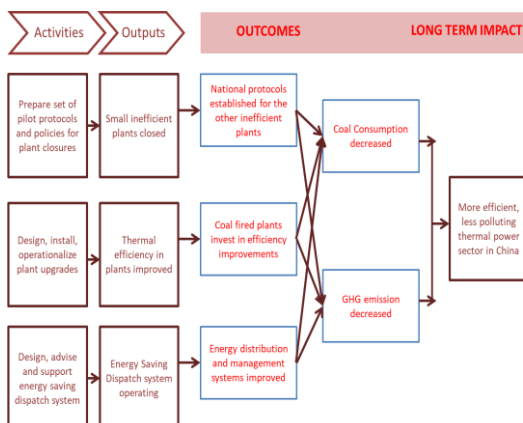 Activities
Outputs
OUTCOMES
LONG TERM IMPACT
Prepare set of
pilot protocols
and policies for
plant closures
Small inefficient
plants closed
National protocols
established for the
other inefficient
plants
Coal Consumption
decreased
More efficient,
less polluting
thermal power
sector in China
Design, install,
operationalize
plant upgrades
Thermal
efficiency in
plants improved
Coal fired plants
invest in efficiency
improvements
GHG emission
decreased
Design, advise
and support
energy saving
dispatch system
Energy Saving
Dispatch system
operating
Energy distribution
and management
systems improved